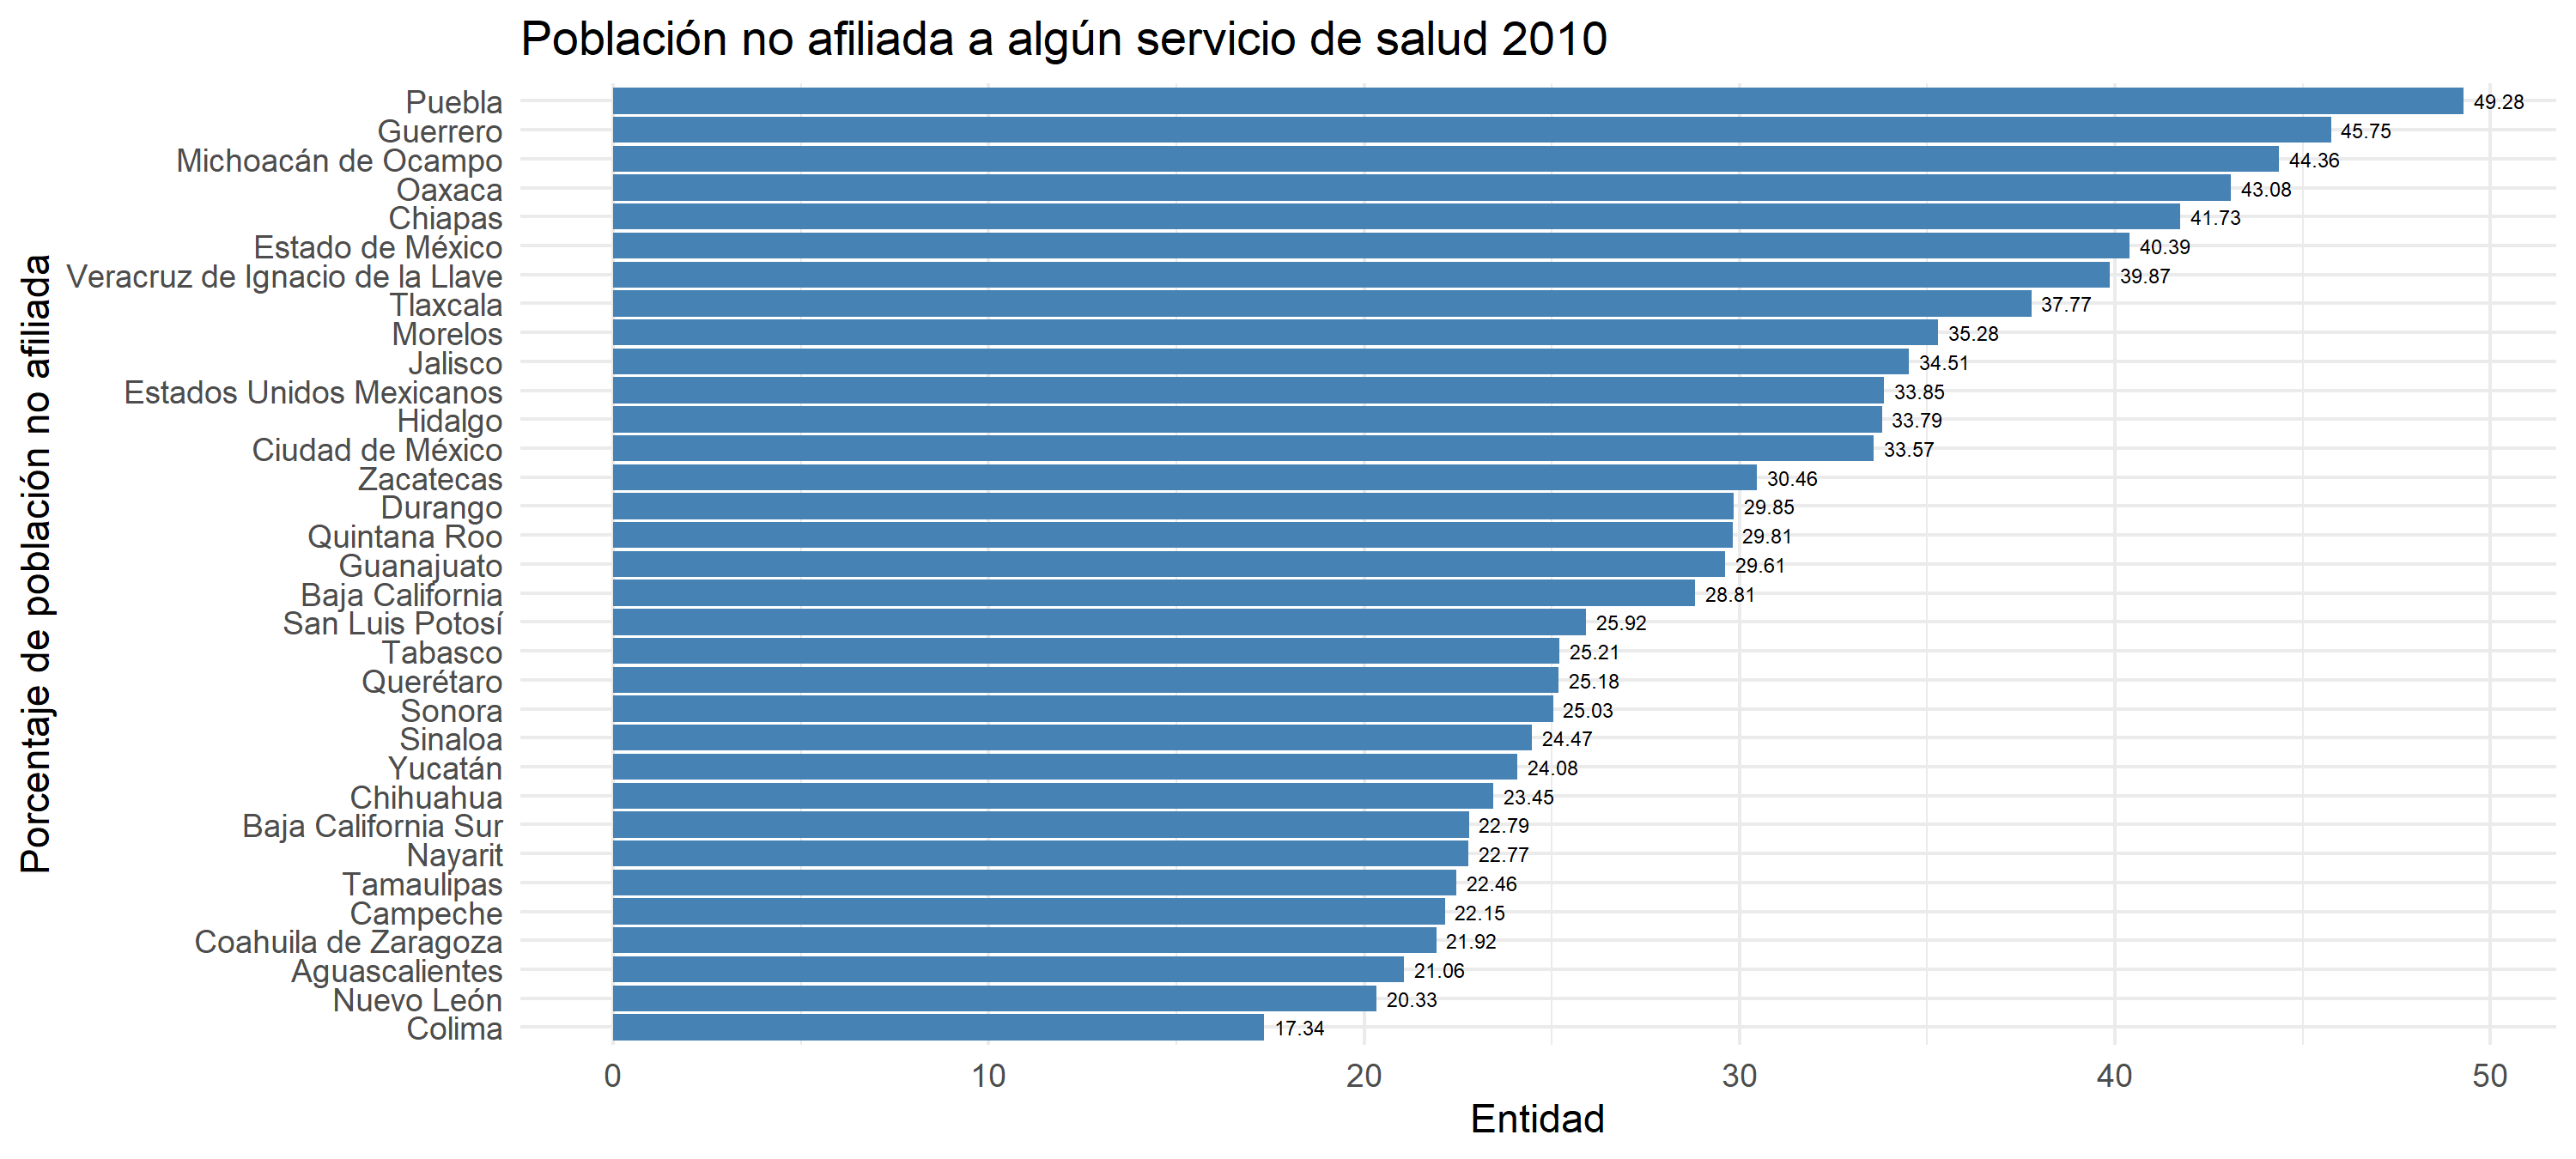 Población no afiliada a algún servicio de salud 2010
Porcentaje de población no afiliada
Puebla 49.28
Guerrero 45.75
Michoacán de Ocampo 44.36
Oaxaca 43.08
Chiapas 41.73
Estado de México 40.39
Veracruz de Ignacio de la Llave 39.87
Tlaxcala 37.77
Morelos 35.28
Jalisco 34.51
Estados Unidos Mexicanos 33.85
Hidalgo 33.79
Ciudad de México 33.57
Zacatecas 30.46
Durango 29.85
Quintana Roo 29.81
Guanajuato 29.61
Baja California 28.81
San Luis Potosí 25.92
Tabasco 25.21
Querétaro 25.18
Sonora 25.03
Sinaloa 24.47
Yucatán 24.08
Chihuahua 23.45
Baja California Sur 22.79
Nayarit 22.77
Tamaulipas 22.46
Campeche 22.15
Coahuila de Zaragoza 21.92
Aguascalientes 21.06
Nuevo León 20.33
Colima 17.34
0 10 20 30 40 50
Entidad